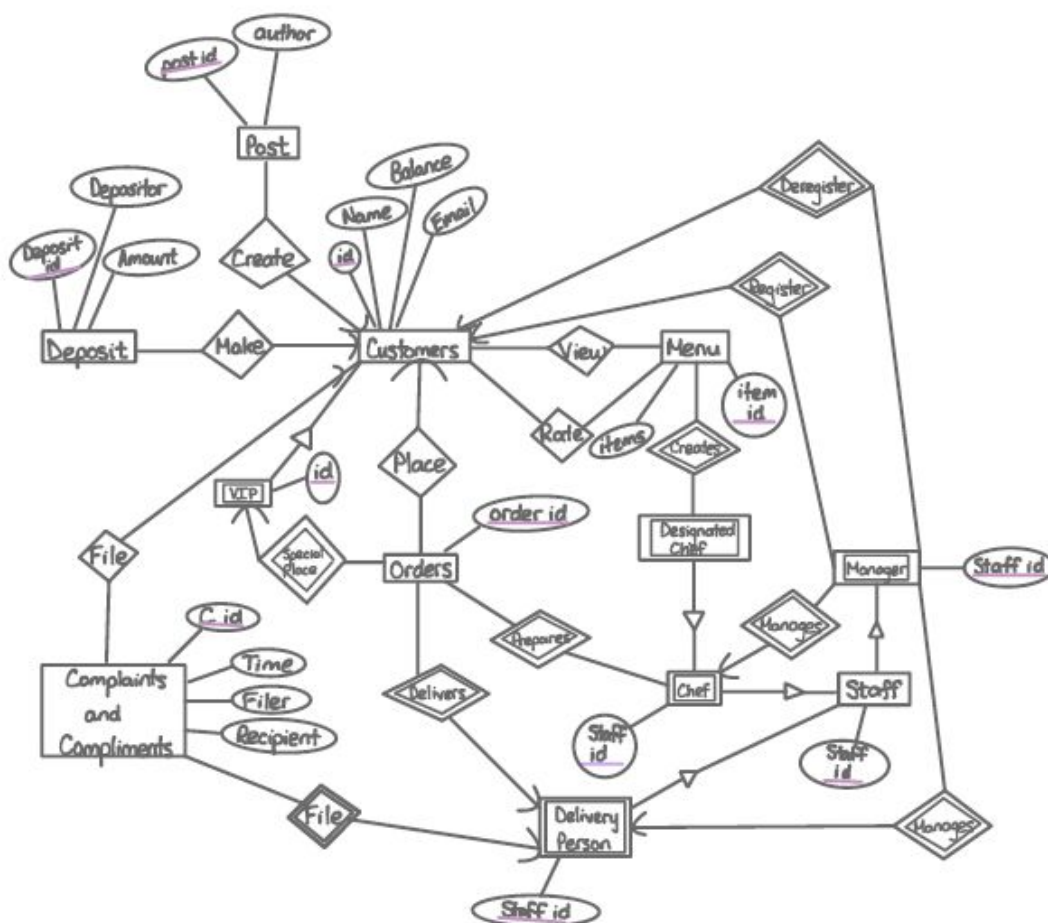 author
post id
Post
Balance
Deregister
Depositor
Name
Email
Deposit
id
Amount
Create
id
Register
Deposit
Make
Customers
View
Menu
item
id
Rate
items
Creates
Place
id
VIP
order id
Designated
Chef
File
Special
Place
Orders
Manager
Staff id
C. id
Prepares
Manages
Time
Complaints
and
Compliments
Filer
Delivers
Chef
Staff
Recipient
Staff
id
Staff
id
File
Delivery
Person
Manages
Staff id